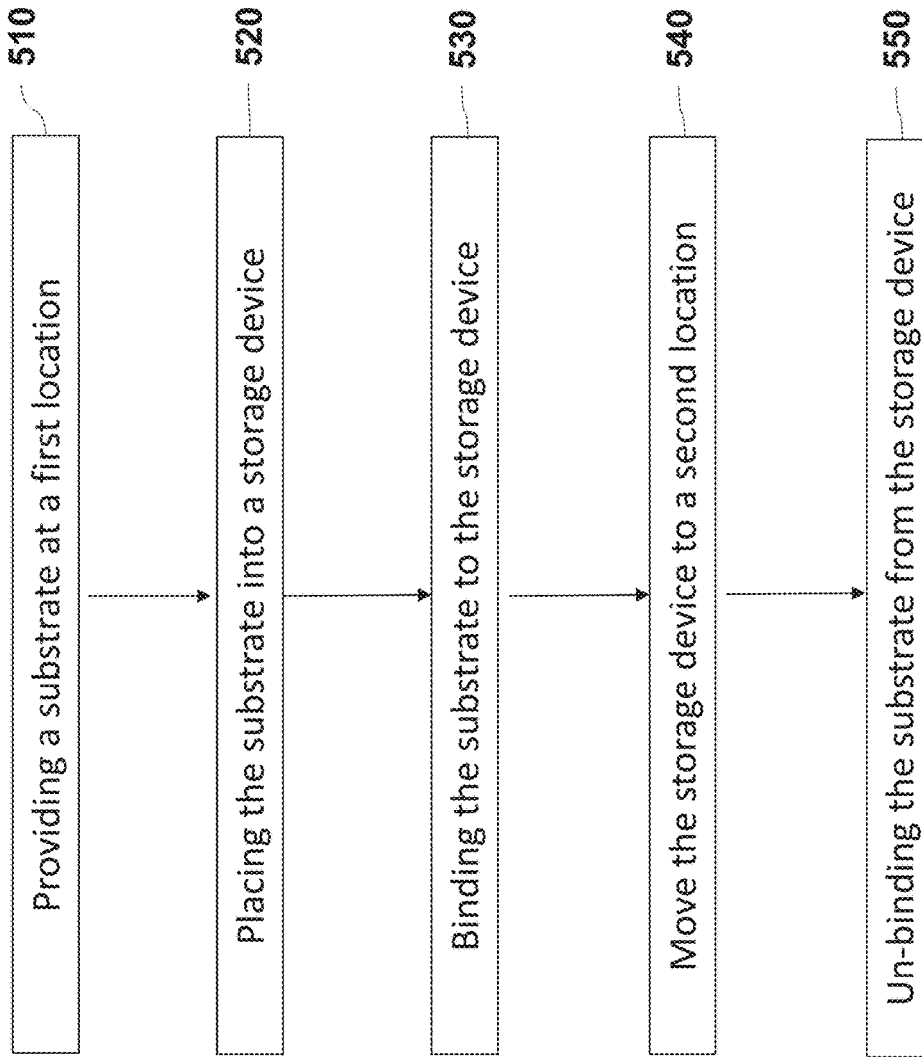 Providing a substrate at a first location
510
Placing the substrate into a storage device
520
Binding the substrate to the storage device
530
Move the storage device to a second location
540
Un-binding the substrate from the storage device
550